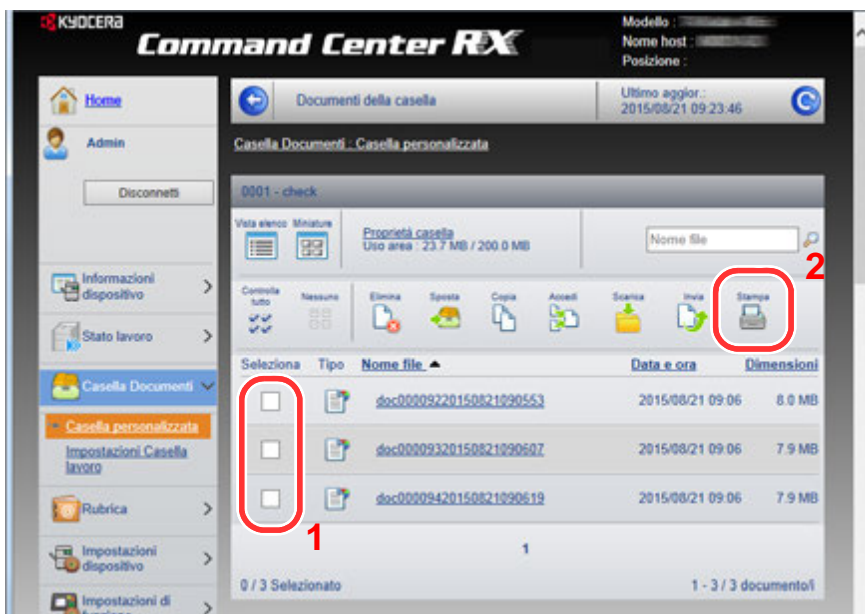 KYOCERA
Command Center RX
Modello :
Nome host :
Posizione :
Home
Admin
Disconnetti
Documenti della casella
Ultimo aggior.:
2015/08/21 09:23:46
Casella Documenti : Casella personalizzata
0001 - check
Vista elenco Miniature
Proprietà casella
Uso area : 23.7 MB / 200.0 MB
Nome file
2
Controlla
tutto
Nessuno
Elimina
Sposta
Copia
Accedi
Scarica
Invia
Stampa
Informazioni
dispositivo
Stato lavoro
Casella Documenti
Casella personalizzata
Impostazioni Casella
lavoro
Rubrica
Impostazioni
dispositivo
Impostazioni di
Seleziona Tipo Nome file Data e ora Dimensioni
doc00009220150821090553 2015/08/21 09:06 8.0 MB
doc00009320150821090607 2015/08/21 09:06 7.9 MB
doc00009420150821090619 2015/08/21 09:06 7.9 MB
1
1
0 / 3 Selezionato
1 - 3 / 3 documento/i